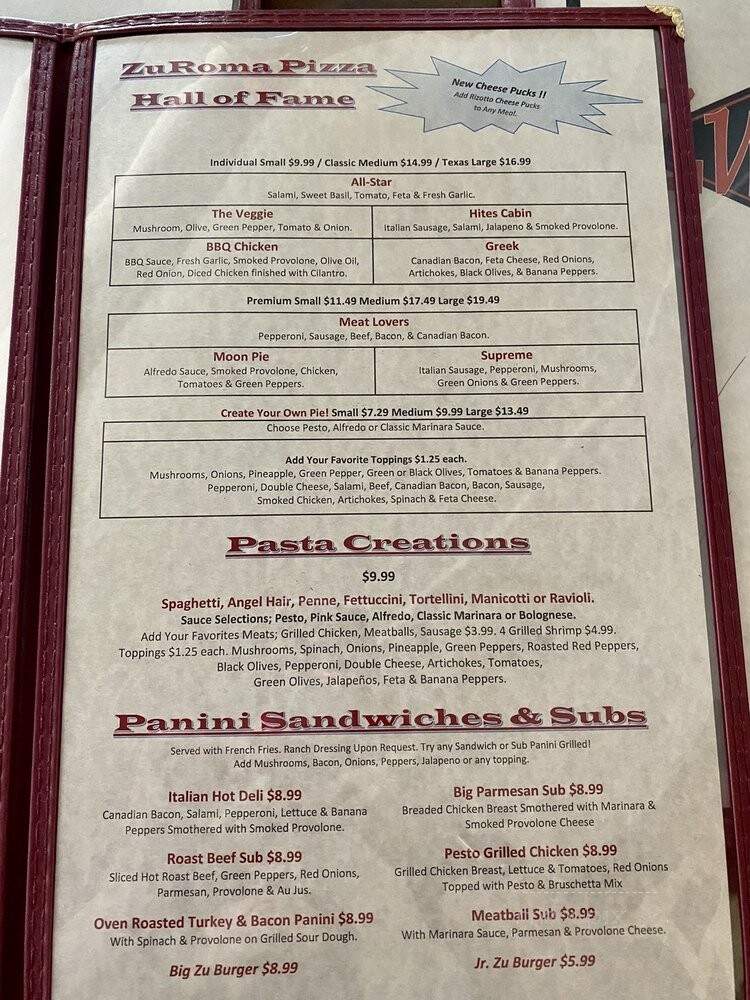 ZuRoma Pizza
Hall of Fame
New Cheese Pucks !!
Add Rizotto Cheese Pucks
to Any Meal.
Individual Small $9.99 / Classic Medium $14.99 / Texas Large $16.99
All-Star
Salami, Sweet Basil, Tomato, Feta & Fresh Garlic.
The Veggie
Mushroom, Olive, Green Pepper, Tomato & Onion.
Hites Cabin
Italian Sausage, Salami, Jalapeno & Smoked Provolone.
BBQ Chicken
BBQ Sauce, Fresh Garlic, Smoked Provolone, Olive Oil,
Red Onion, Diced Chicken finished with Cilantro.
Greek
Canadian Bacon, Feta Cheese, Red Onions,
Artichokes, Black Olives, & Banana Peppers.
Premium Small $11.49 Medium $17.49 Large $19.49
Meat Lovers
Pepperoni, Sausage, Beef, Bacon, & Canadian Bacon.
Moon Pie
Alfredo Sauce, Smoked Provolone, Chicken,
Tomatoes & Green Peppers.
Supreme
Italian Sausage, Pepperoni, Mushrooms,
Green Onions & Green Peppers.
Create Your Own Pie! Small $7.29 Medium $9.99 Large $13.49
Choose Pesto, Alfredo or Classic Marinara Sauce.
Add Your Favorite Toppings $1.25 each.
Mushrooms, Onions, Pineapple, Green Pepper, Green or Black Olives, Tomatoes & Banana Peppers.
Pepperoni, Double Cheese, Salami, Beef, Canadian Bacon, Bacon, Sausage,
Smoked Chicken, Artichokes, Spinach & Feta Cheese.
Pasta Creations
$9.99
Spaghetti, Angel Hair, Penne, Fettuccini, Tortellini, Manicotti or Ravioli.
Sauce Selections; Pesto, Pink Sauce, Alfredo, Classic Marinara or Bolognese.
Add Your Favorites Meats; Grilled Chicken, Meatballs, Sausage $3.99. 4 Grilled Shrimp $4.99.
Toppings $1.25 each. Mushrooms, Spinach, Onions, Pineapple, Green Peppers, Roasted Red Peppers,
Black Olives, Pepperoni, Double Cheese, Artichokes, Tomatoes,
Green Olives, Jalapeños, Feta & Banana Peppers.
Panini Sandwiches & Subs
Served with French Fries. Ranch Dressing Upon Request. Try any Sandwich or Sub Panini Grilled!
Add Mushrooms, Bacon, Onions, Peppers, Jalapeno or any topping.
Italian Hot Deli $8.99
Canadian Bacon, Salami, Pepperoni, Lettuce & Banana
Peppers Smothered with Smoked Provolone.
Big Parmesan Sub $8.99
Breaded Chicken Breast Smothered with Marinara &
Smoked Provolone Cheese
Roast Beef Sub $8.99
Sliced Hot Roast Beef, Green Peppers, Red Onions,
Parmesan, Provolone & Au Jus.
Pesto Grilled Chicken $8.99
Grilled Chicken Breast, Lettuce & Tomatoes, Red Onions
Topped with Pesto & Bruschetta Mix
Oven Roasted Turkey & Bacon Panini $8.99
With Spinach & Provolone on Grilled Sour Dough.
Meatball Sub $8.99
With Marinara Sauce, Parmesan & Provolone Cheese.
Big Zu Burger $8.99
Jr. Zu Burger $5.99